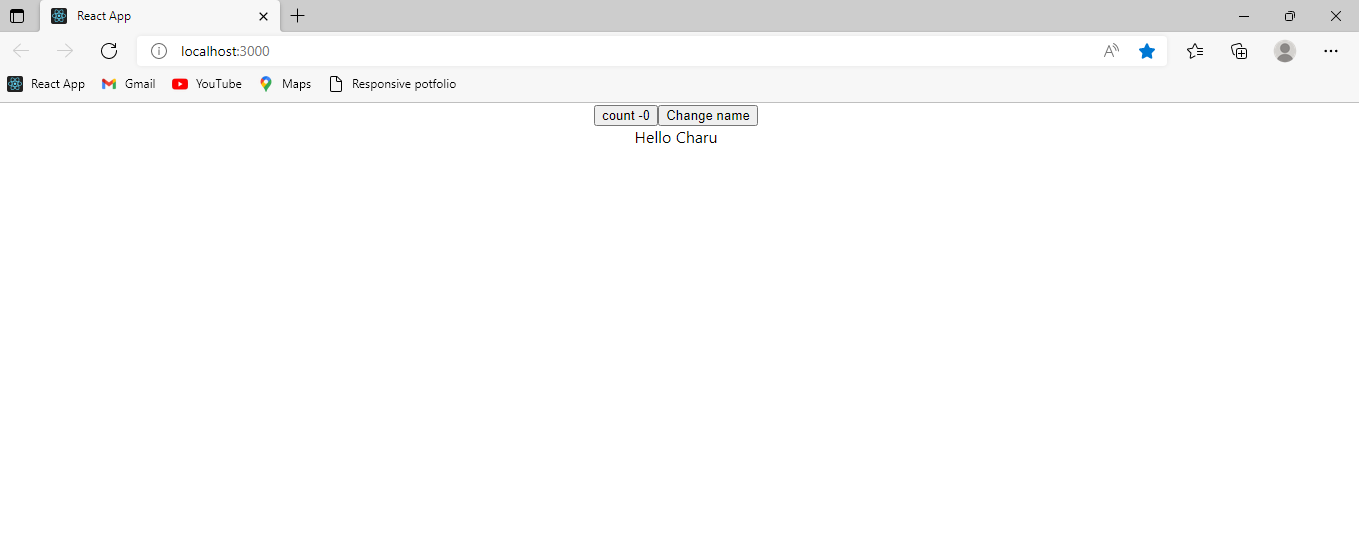 React App
localhost:3000
React App Gmail YouTube Maps Responsive potfolio
count -0 Change name
Hello Charu